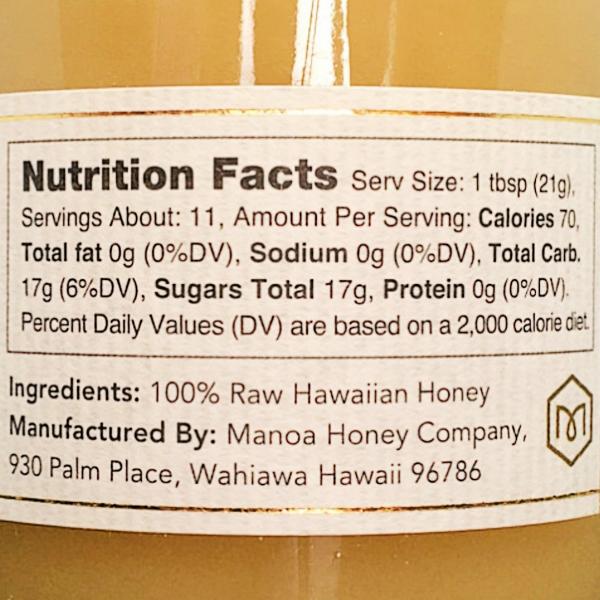 Nutrition Facts Serv Size: 1 tbsp (21g),
Servings About: 11, Amount Per Serving: Calories 70,
Total fat 0g (0%DV), Sodium 0g (0%DV), Total Carb.
17g (6%DV), Sugars Total 17g, Protein 0g (0%DV).
Percent Daily Values (DV) are based on a 2,000 calorie diet.
Ingredients: 100% Raw Hawaiian Honey
Manufactured By: Manoa Honey Company,
930 Palm Place, Wahiawa Hawaii 96786